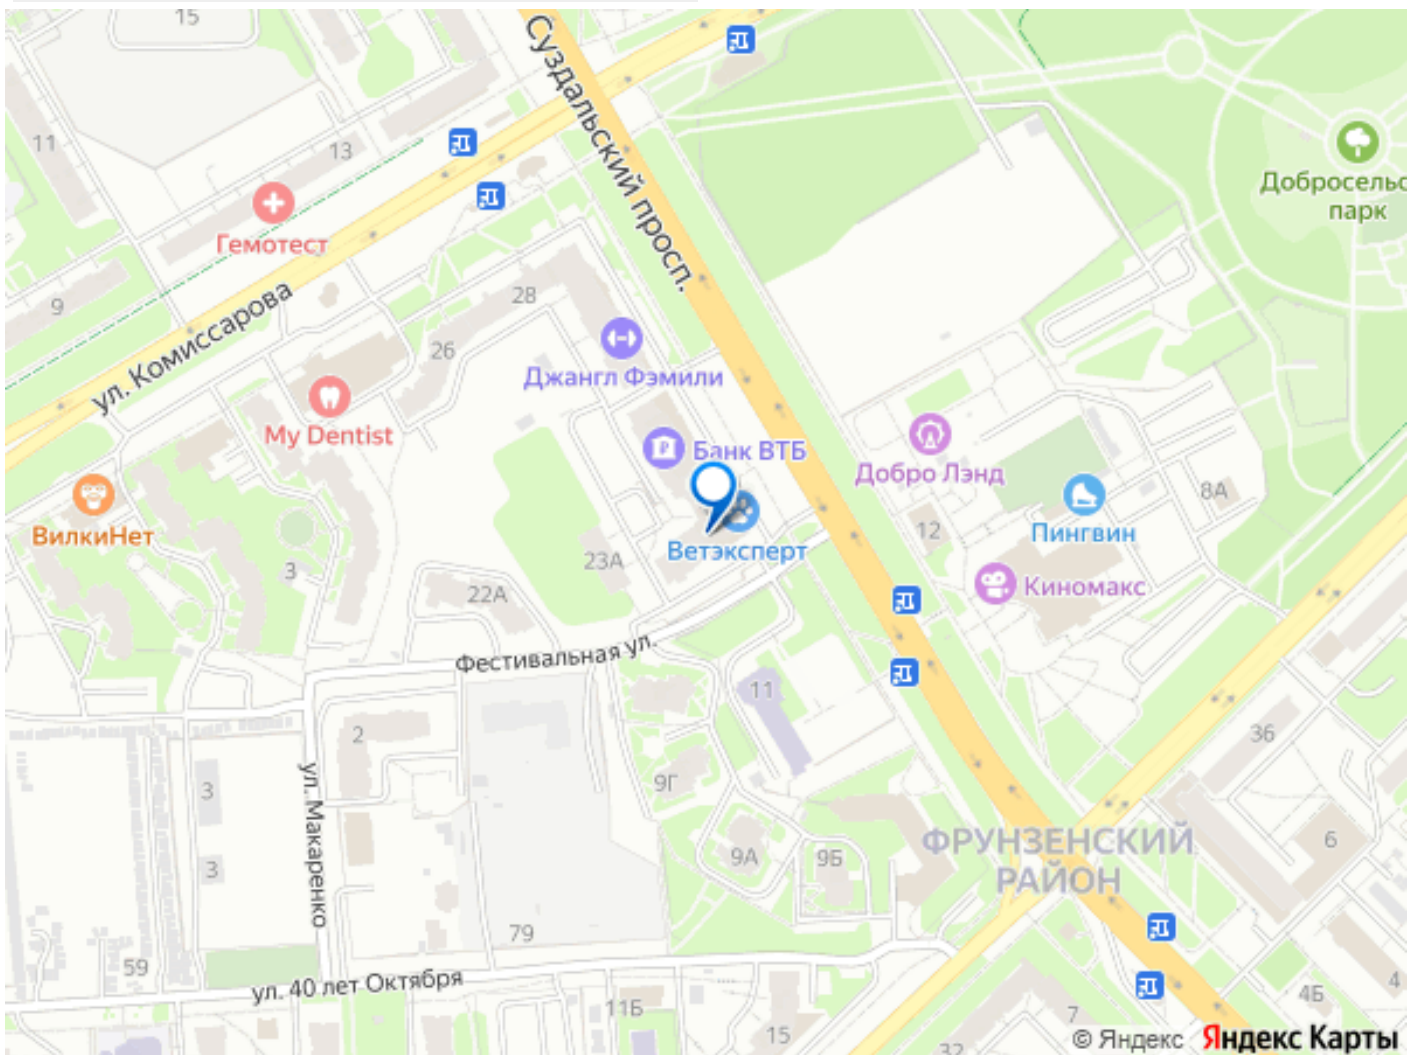 15
Суздальский просп.
11
13
Добросельс
парк
Гемотест
9
ул. Комиссарова
28
26
Джангл Фэмили
My Dentist
Банк ВТБ
Добро Лэнд
8А
ВилкиНет
12
Пингвин
Ветэксперт
23А
3
Киномакс
22А
Фестивальная ул.
11
2
36
3
9Г
ул. Макаренко
ФРУНЗЕНСКИЙ
РАЙОН
6
9А
9Б
3
79
59
ул. 40 лет Октября
11Б
4Б
4
7
15
32
© Яндекс Яндекс Карты